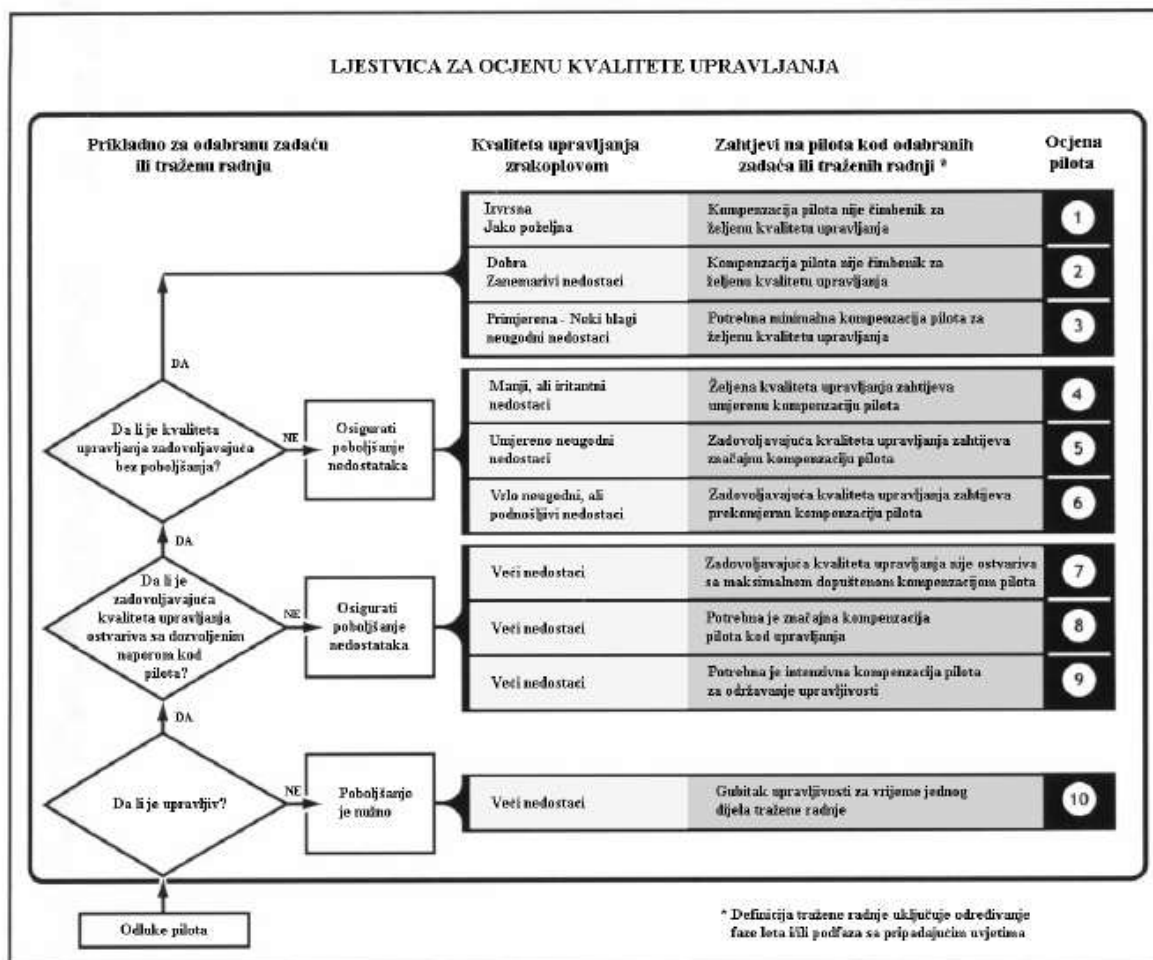 LJESTVICA ZA OCJENU KVALITETE UPRAVLJANJA
Prikladno za odabranu zadaću
ili traženu radnju
Kvaliteta upravljanja
zrakoplovom
Zahtjevi na pilota kod odabranih
zadaća ili traženih radnji *
Ocjena
pilota
Izvrsna
Jako poželjna
Kompenzacija pilota nije čimbenik za
željenu kvalitetu upravljanja
1
Dobra
Zanemarivi nedostaci
Kompenzacija pilota nije čimbenik za
željenu kvalitetu upravljanja
2
Primjerena - Neki blagi
neugodni nedostaci
Potrebna minimalna kompenzacija pilota za
željenu kvalitetu upravljanja
3
DA
Da li je kvaliteta
upravljanja zadovoljavajuća
bez poboljšanja?
NE
Osigurati
poboljšanje
nedostataka
Manji, ali iritantni
nedostaci
Željena kvaliteta upravljanja zahtijeva
umjerenu kompenzaciju pilota
4
Umjereno neugodni
nedostaci
Zadovoljavajuća kvaliteta upravljanja zahtijeva
značajnu kompenzaciju pilota
5
Vrlo neugodni, ali
podnošljivi nedostaci
Zadovoljavajuća kvaliteta upravljanja zahtijeva
prekomjernu kompenzaciju pilota
6
DA
Da li je
zadovoljavajuća
kvaliteta upravljanja
ostvariva sa dozvoljenim
naporom kod
pilota?
NE
Osigurati
poboljšanje
nedostataka
Veći nedostaci
Zadovoljavajuća kvaliteta upravljanja nije ostvariva
sa maksimalnom dopuštenom kompenzacijom pilota
7
Veći nedostaci
Potrebna je značajna kompenzacija
pilota kod upravljanja
8
Veći nedostaci
Potrebna je intenzivna kompenzacija pilota
za održavanje upravljivosti
9
DA
Da li je upravljiv?
NE
Poboljšanje
je nužno
Veći nedostaci
Gubitak upravljivosti za vrijeme jednog
dijela tražene radnje
10
Odluke pilota
* Definicija tražene radnje uključuje određivanje
faze leta i/ili podfaza sa pripadajućim uvjetima